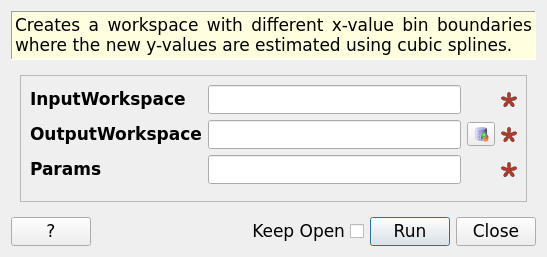 Creates a workspace with different x-value bin boundaries
where the new y-values are estimated using cubic splines.
InputWorkspace *
OutputWorkspace *
Params *
? Keep Open Run Close